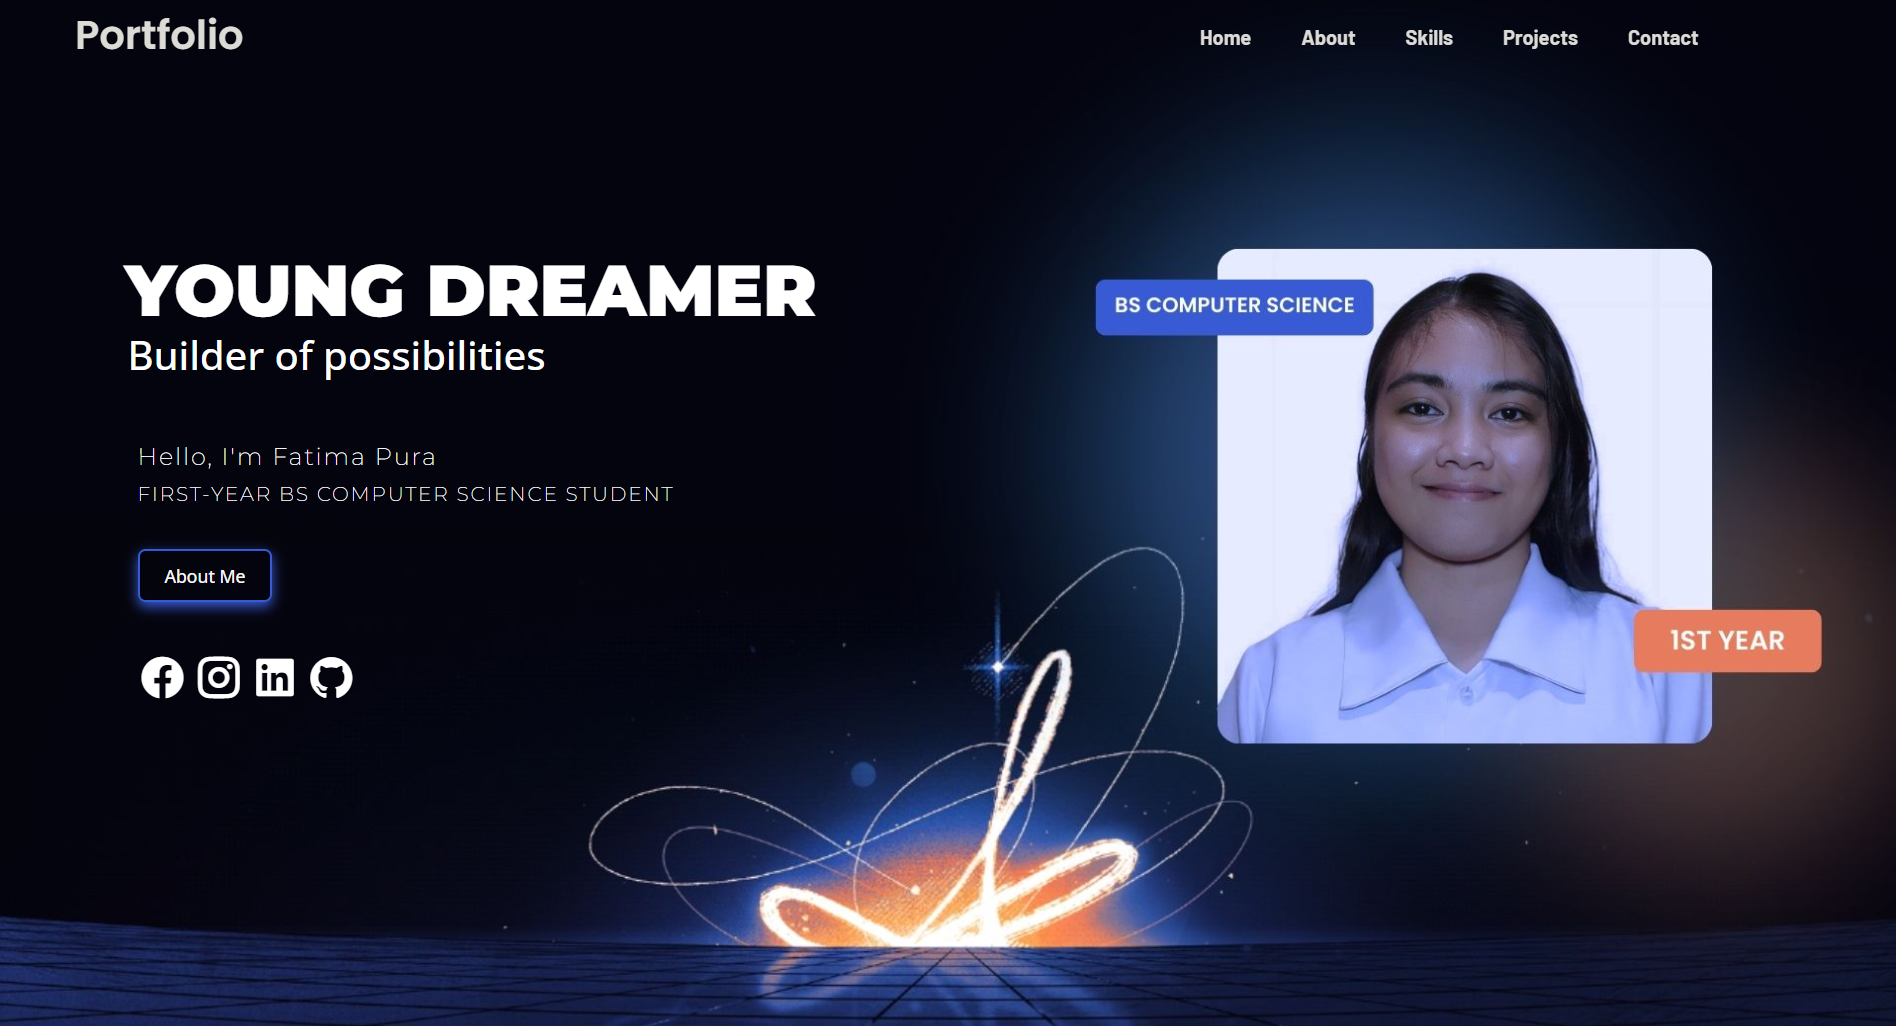 Portfolio
Home About Skills Projects Contact
YOUNG DREAMER
Builder of possibilities
Hello, I'm Fatima Pura
FIRST-YEAR BS COMPUTER SCIENCE STUDENT
About Me
BS COMPUTER SCIENCE
1ST YEAR